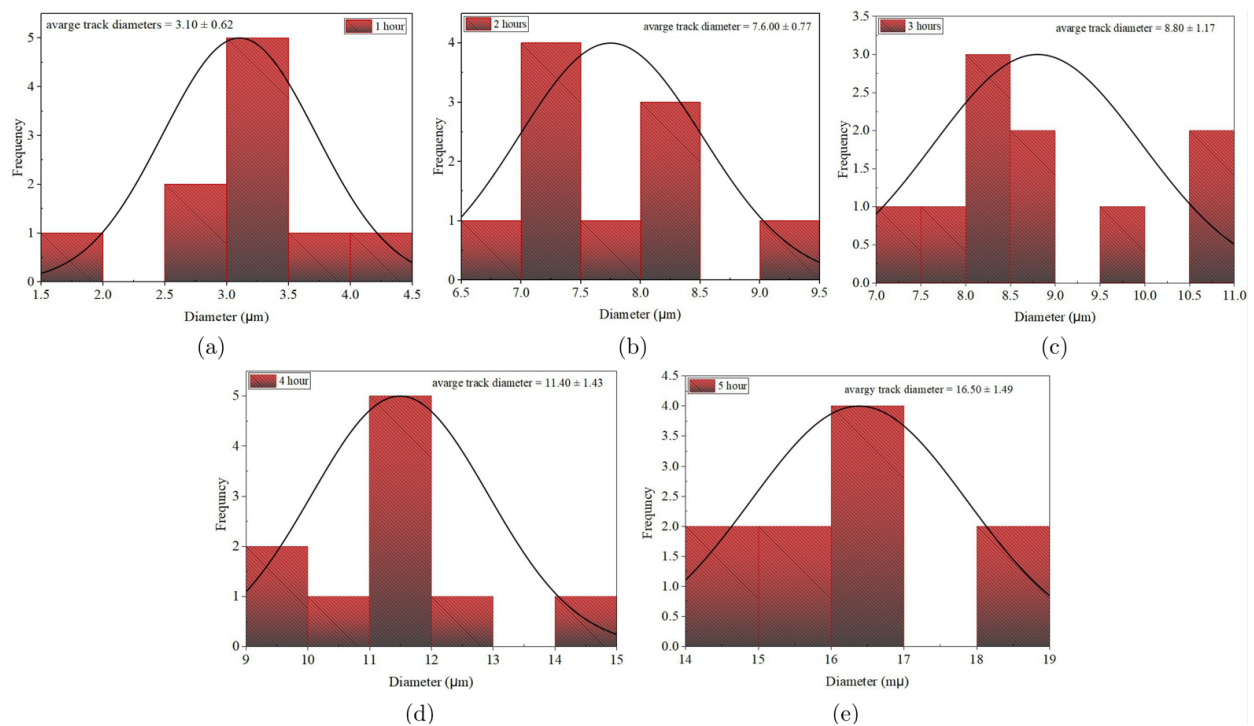 avarge track diameters = 3.10 ± 0.62
1 hour
Frequency
5
4
3
2
1
0
1.5 2.0 2.5 3.0 3.5 4.0 4.5
Diameter (μm)
(a)
2 hours
avarge track diameter = 7.6.00 ± 0.77
Frequency
4
3
2
1
0
6.5 7.0 7.5 8.0 8.5 9.0 9.5
Diameter (μm)
(b)
3 hours
avarge track diameter = 8.80 ± 1.17
Frequency
3.5
3.0
2.5
2.0
1.5
1.0
0.5
0.0
7.0 7.5 8.0 8.5 9.0 9.5 10.0 10.5 11.0
Diameter (μm)
(c)
4 hour
avarge track diameter = 11.40 ± 1.43
Frequncy
5
4
3
2
1
0
9 10 11 12 13 14 15
Diameter (μm)
(d)
5 hour
avargy track diameter = 16.50 ± 1.49
Frequncy
4.5
4.0
3.5
3.0
2.5
2.0
1.5
1.0
0.5
0.0
14 15 16 17 18 19
Diameter (mμ)
(e)